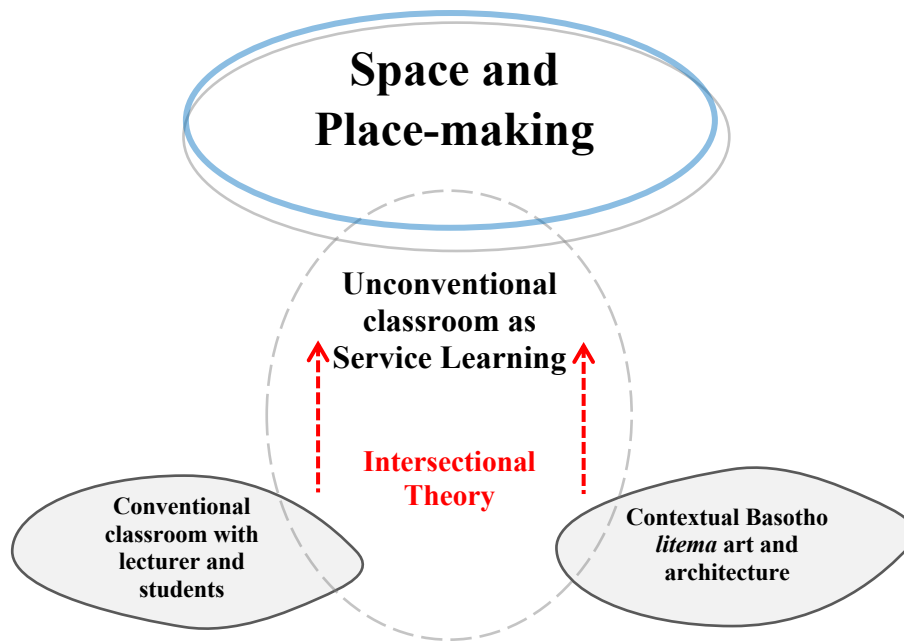 Space and
Place-making
Unconventional
classroom as
Service Learning
Intersectional
Theory
Conventional
classroom with
lecturer and
students
Contextual Basotho
litema art and
architecture